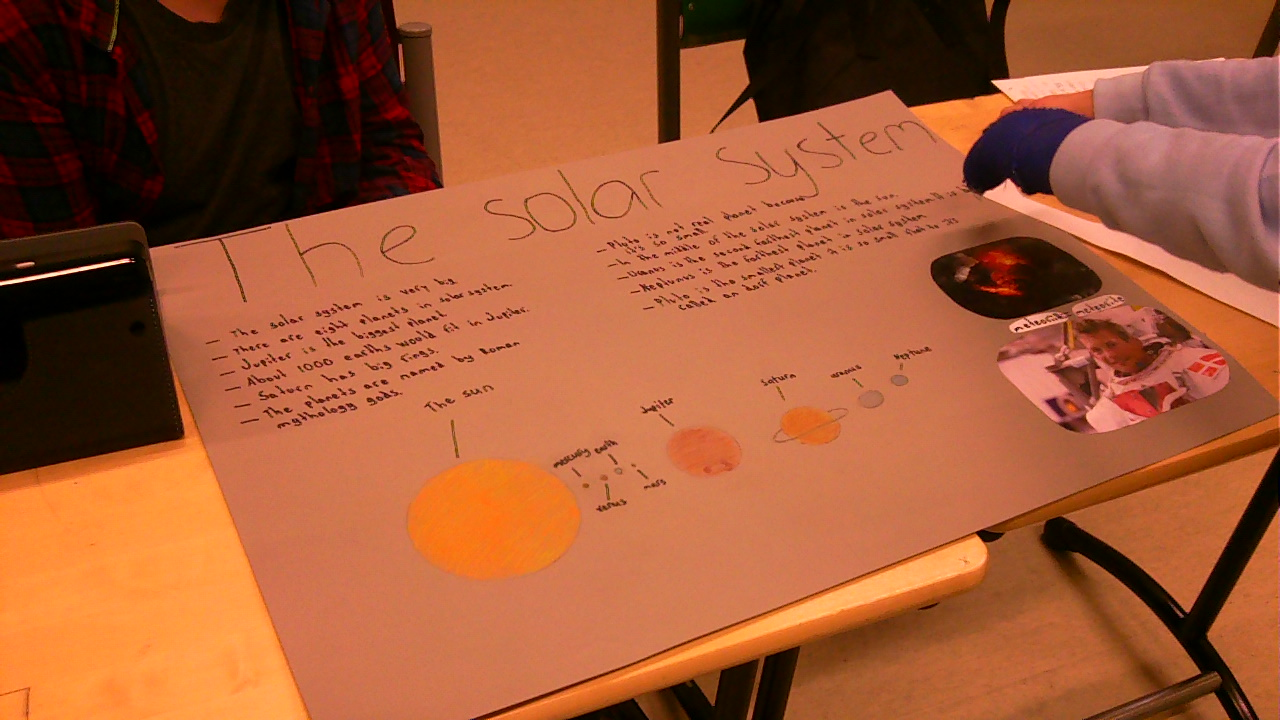 The solar system
- The solar system is very big
- There are eight planets in solar system.
- Jupiter is the biggest planet
- About 1000 earths would fit in Jupiter.
- Saturn has big rings.
- The planets are named by Roman
mythology gods.
- Pluto is not real planet because
it's so small
- In the middle of the solar system is the sun.
- Uranus is the second farthest planet in solar system.
- Neptunus is the farthest planet in solar system
- Pluto is the smallest planet it is so small that
called an dorf planet.
The sun
mercury
venus
earth
mars
Jupiter
Saturn
uranus
Neptune
meteorite
meteorite